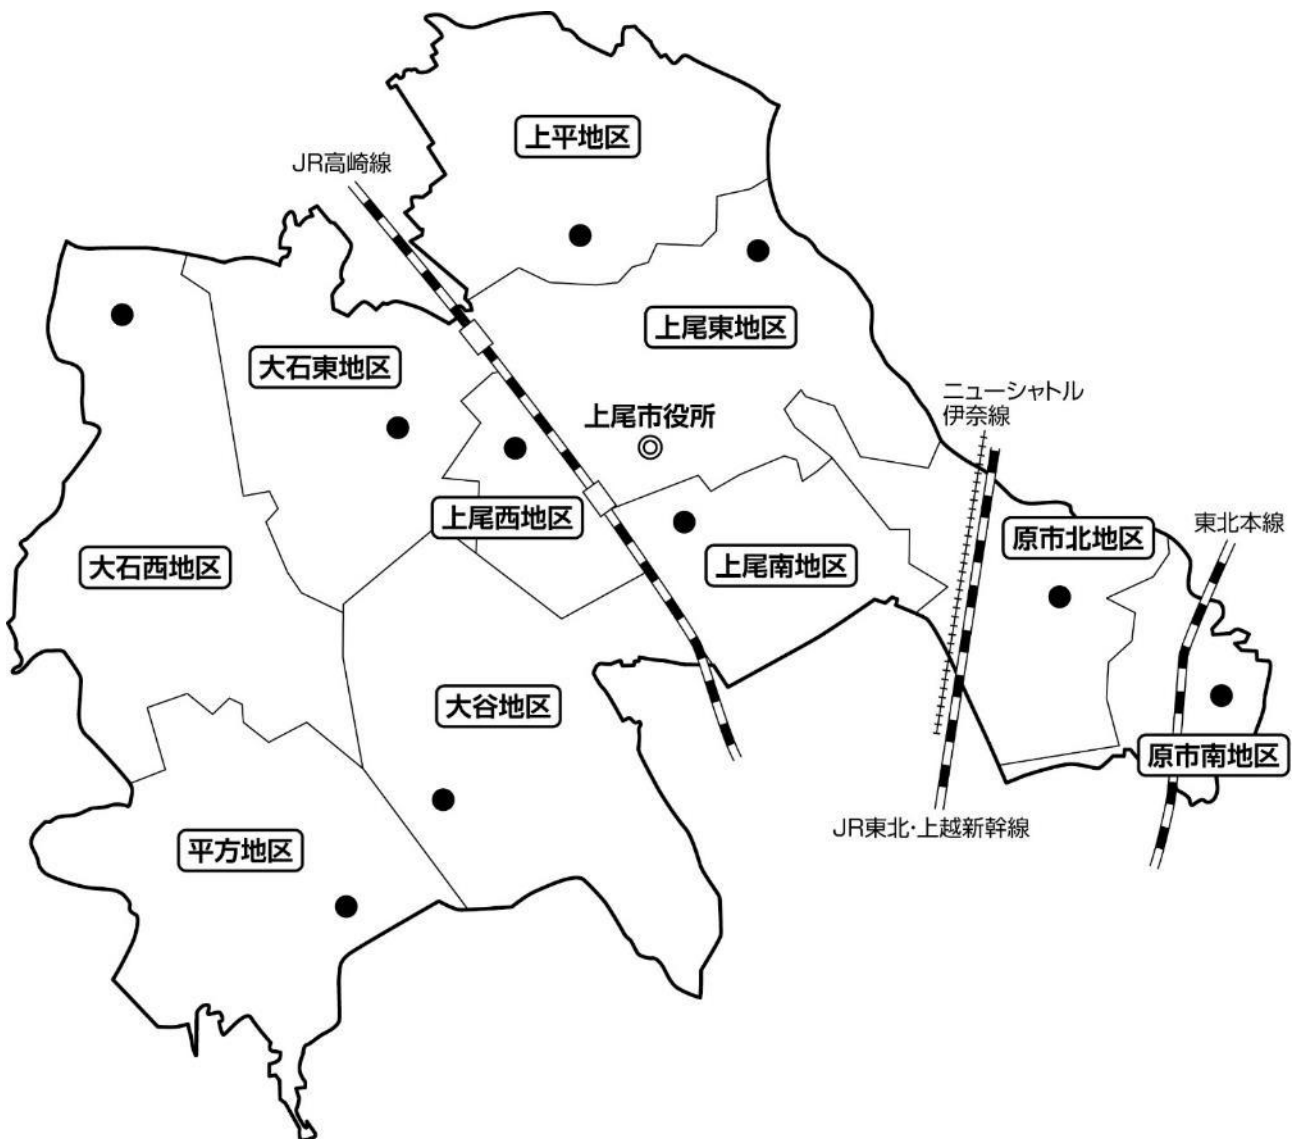 上平地区
JR高崎線
上尾東地区
大石東地区
ニューシャトル
伊奈線
上尾市役所
上尾西地区
原市北地区
東北本線
大石西地区
上尾南地区
大谷地区
原市南地区
JR東北・上越新幹線
平方地区